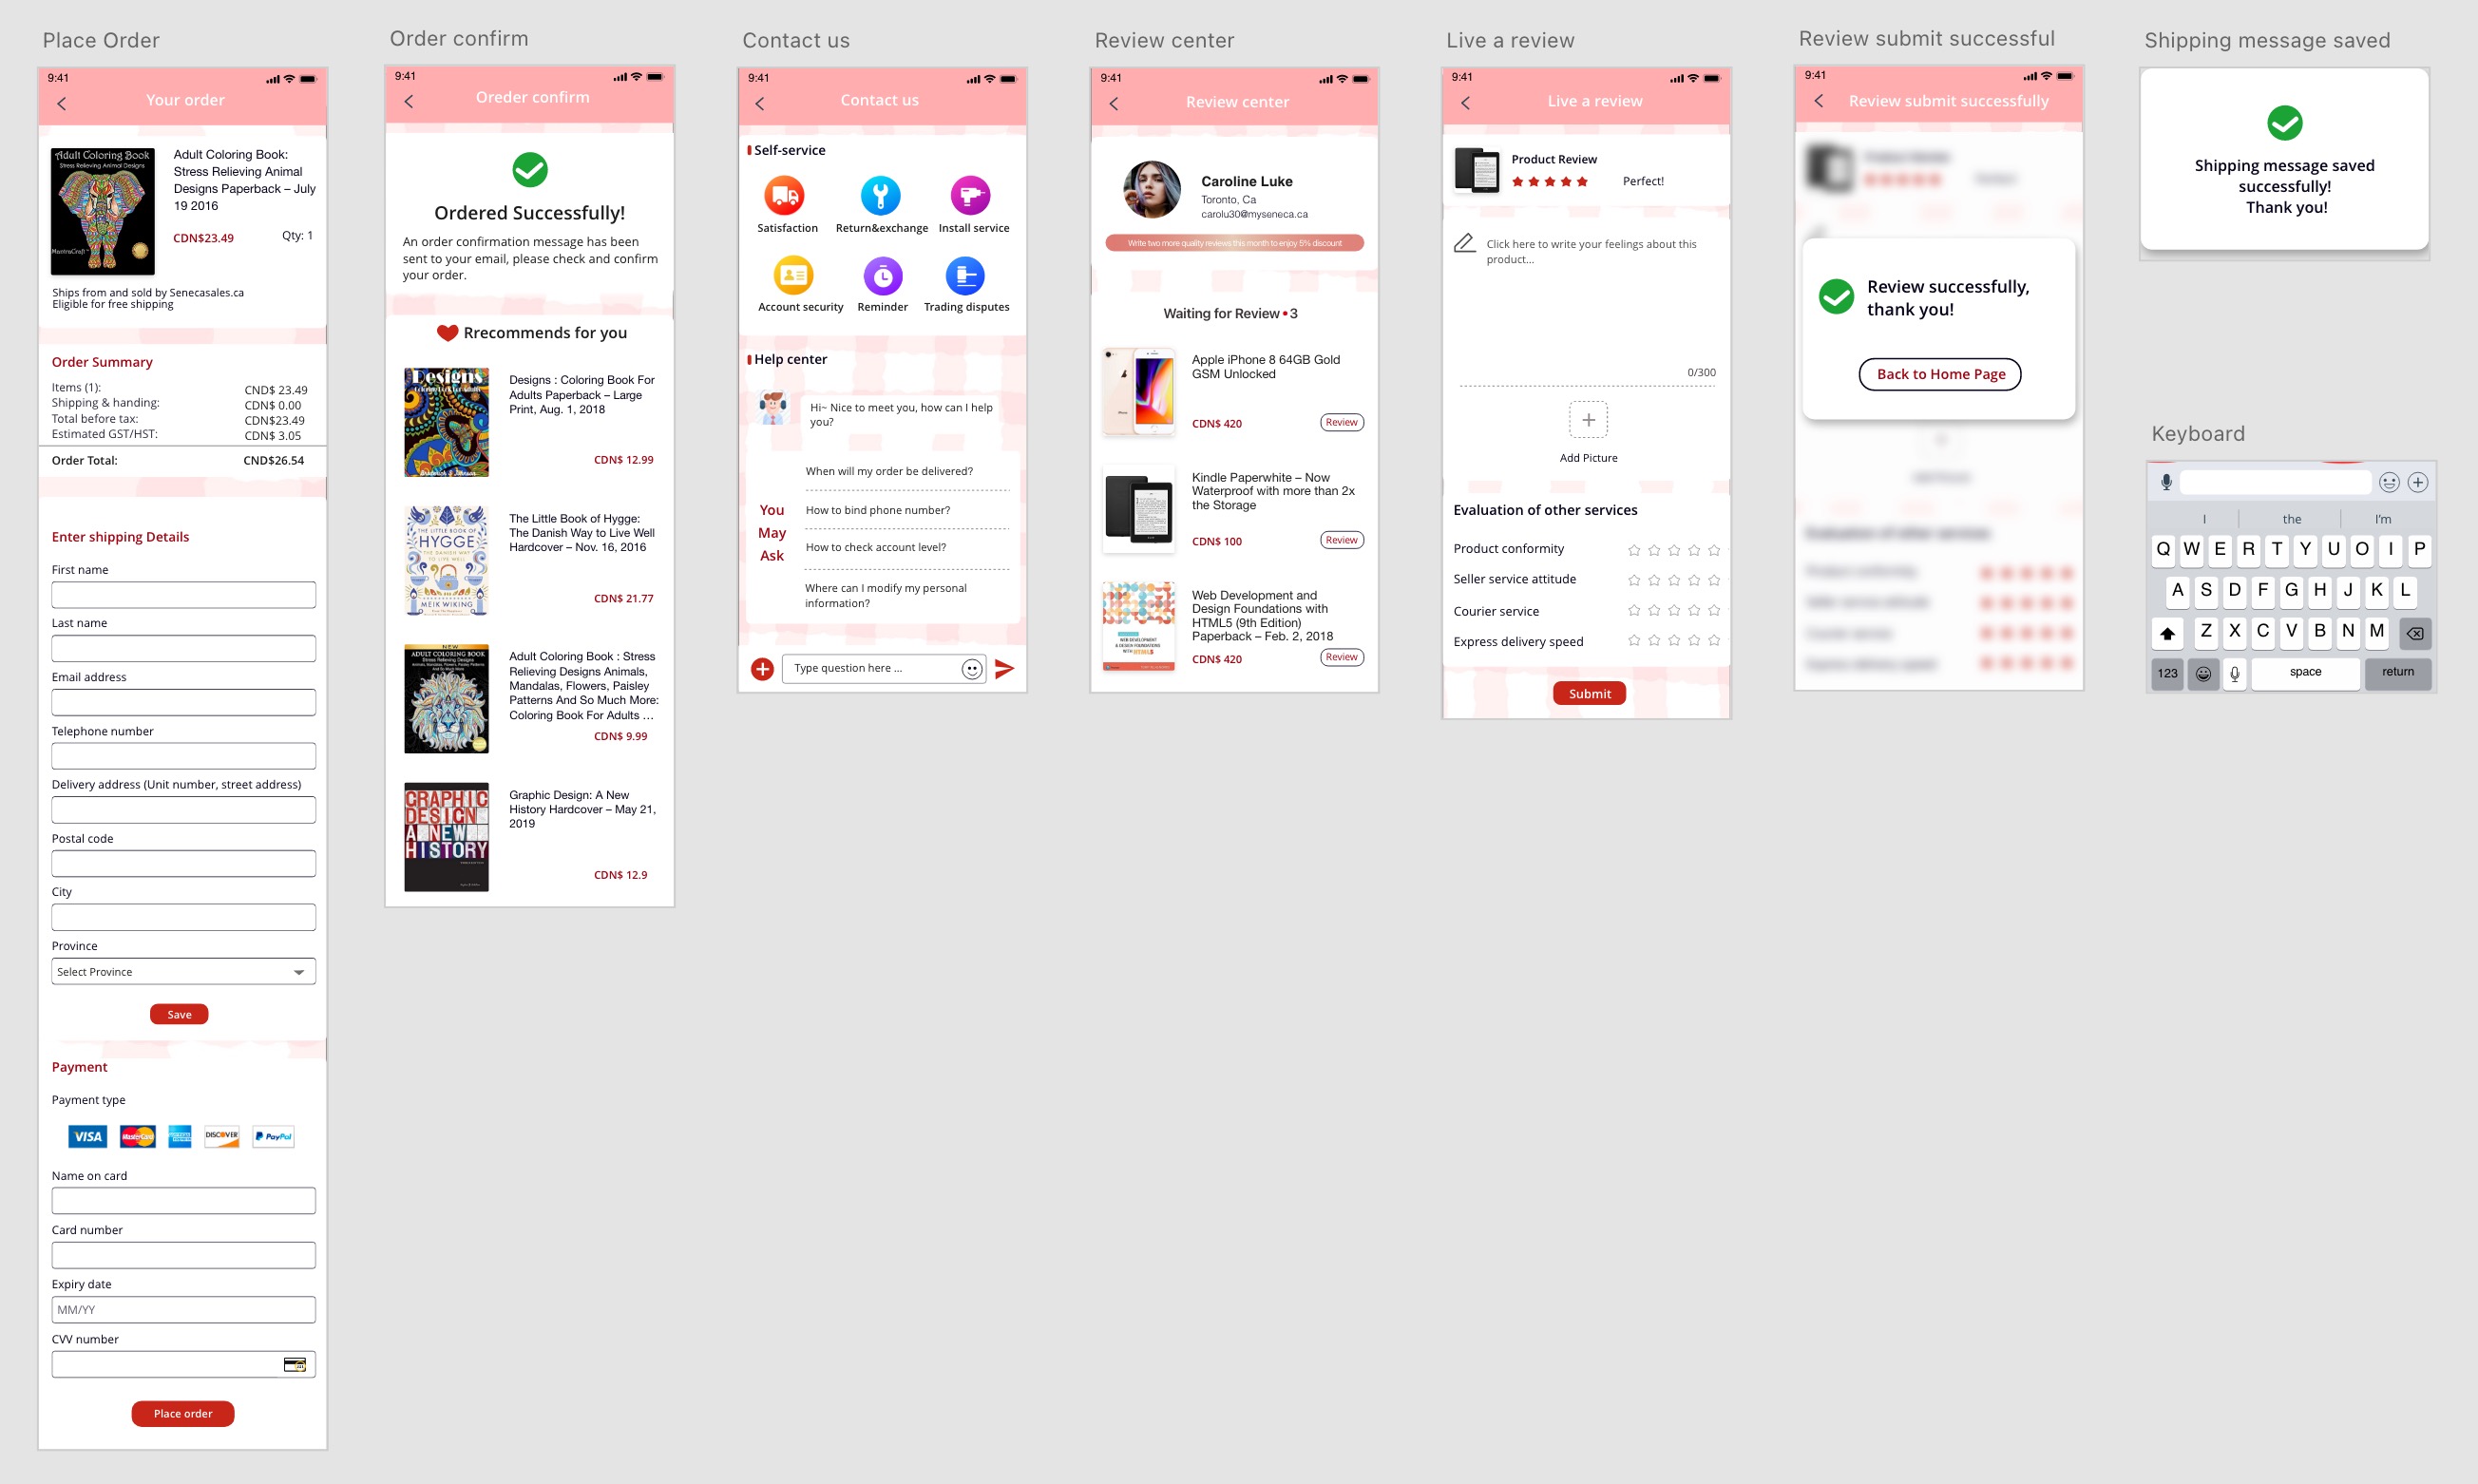 Place Order
9:41
Your order
Adult Coloring Book
Stress Relieving Animal Designs
MantraCraft
Adult Coloring Book:
Stress Relieving Animal
Designs Paperback – July
19 2016
CDN$23.49
Qty: 1
Ships from and sold by Senecasales.ca
Eligible for free shipping
Order Summary
Items (1):
CND$ 23.49
Shipping & handing:
CDN$ 0.00
Total before tax:
CDN$23.49
Estimated GST/HST:
CDN$ 3.05
Order Total:
CND$26.54
Enter shipping Details
First name
Last name
Email address
Telephone number
Delivery address (Unit number, street address)
Postal code
City
Province
Select Province
Save
Payment
Payment type
VISA
MasterCard
DISCOVER
PayPal
Name on card
Card number
Expiry date
MM/YY
CVV number
Place order
Order confirm
9:41
Oreder confirm
Ordered Successfully!
An order confirmation message has been
sent to your email, please check and confirm
your order.
Rrecommends for you
Designs
Coloring Book For Adults
Designs : Coloring Book For
Adults Paperback – Large
Print, Aug. 1, 2018
CDN$ 12.99
THE LITTLE BOOK OF
HYGGE
THE DANISH WAY TO LIVE WELL
MEIK WIKING
The Little Book of Hygge:
The Danish Way to Live Well
Hardcover – Nov. 16, 2016
CDN$ 21.77
NEW
ADULT COLORING BOOK
Stress Relieving Designs
Adult Coloring Book : Stress
Relieving Designs Animals,
Mandalas, Flowers, Paisley
Patterns And So Much More:
Coloring Book For Adults ...
CDN$ 9.99
GRAPHIC
DESIGN
A NEW
HISTORY
Graphic Design: A New
History Hardcover – May 21,
2019
CDN$ 12.9
Contact us
9:41
Contact us
Self-service
Satisfaction
Return&exchange
Install service
Account security
Reminder
Trading disputes
Help center
Hi~ Nice to meet you, how can I help
you?
You
May
Ask
When will my order be delivered?
How to bind phone number?
How to check account level?
Where can I modify my personal
information?
Type question here ...
Review center
9:41
Review center
Caroline Luke
Toronto, Ca
carolu30@myseneca.ca
Write two more quality reviews this month to enjoy 5% discount
Waiting for Review • 3
Apple iPhone 8 64GB Gold
GSM Unlocked
CDN$ 420
Review
Kindle Paperwhite – Now
Waterproof with more than 2x
the Storage
CDN$ 100
Review
WEB DEVELOPMENT
& DESIGN FOUNDATIONS
WITH HTML5
Web Development and
Design Foundations with
HTML5 (9th Edition)
Paperback – Feb. 2, 2018
CDN$ 420
Review
Live a review
9:41
Live a review
Product Review
Perfect!
Click here to write your feelings about this
product...
0/300
Add Picture
Evaluation of other services
Product conformity
Seller service attitude
Courier service
Express delivery speed
Submit
Review submit successful
9:41
Review submit successfully
Review successfully,
thank you!
Back to Home Page
Shipping message saved
Shipping message saved
successfully!
Thank you!
Keyboard
I
the
I'm
Q W E R T Y U O I P
A S D F G H J K L
Z X C V B N M
123
space
return